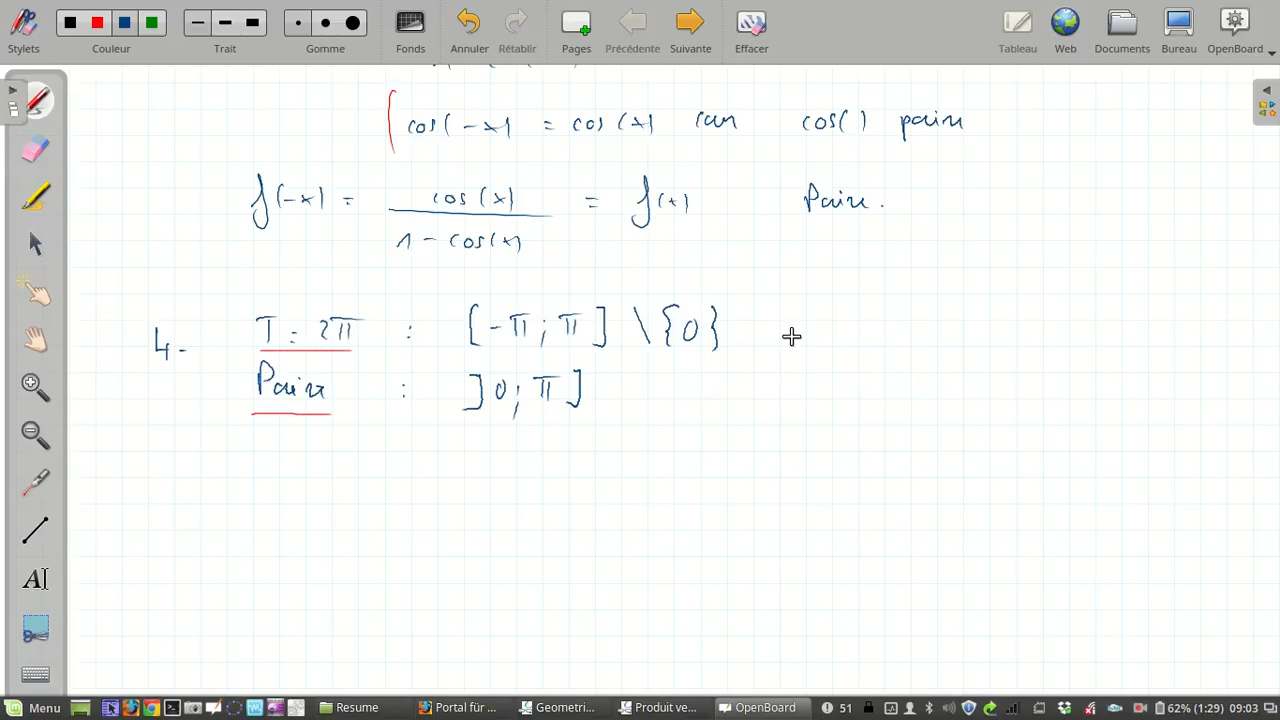 Stylets Couleur Trait Gomme Fonds Annuler Rétablir Pages Précédente Suivante Effacer Tableau Web Documents Bureau OpenBoard
cos(-x) = cos(x) car cos() paire
f(-x) = cos(x) / 1 - cos(x) = f(x) Paire.
4- T = 2π : [-π; π] \ {0}
Paire : ]0; π]
AI
Menu Resume Portal für ... Geometri... Produit ve... OpenBoard 51 62% (1:29) 09:03